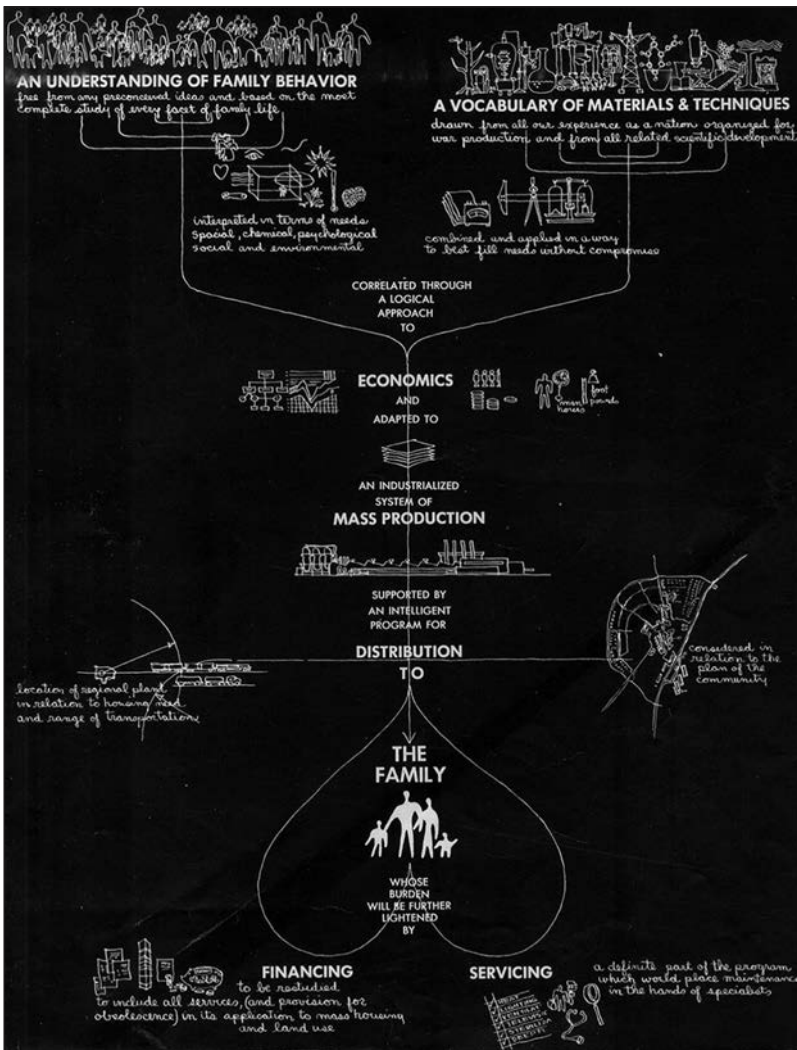 AN UNDERSTANDING OF FAMILY BEHAVIOR
free from any preconceived ideas and based on the most
complete study of every facet of family life,
interpreted in terms of needs
spacial, chemical, psychological
social and environmental
A VOCABULARY OF MATERIALS & TECHNIQUES
drawn from all our experience as a nation organized for
war production and from all related scientific development
combined and applied in a way
to best fill needs without compromise
CORRELATED THROUGH
A LOGICAL
APPROACH
TO
ECONOMICS
AND
ADAPTED TO
man
hours
foot
pounds
AN INDUSTRIALIZED
SYSTEM OF
MASS PRODUCTION
SUPPORTED BY
AN INTELLIGENT
PROGRAM FOR
DISTRIBUTION
TO
location of regional plant
in relation to housing need
and range of transportation
considered in
relation to the
plan of the
community
THE
FAMILY
WHOSE
BURDEN
WILL BE FURTHER
LIGHTENED
BY
FINANCING
to be restudied
to include all services, (and provision for
obsolescence) in its application to mass housing
and land use
SERVICING
a definite part of the program
which world place maintenance
in the hands of specialists
HEAT
LIGHTING